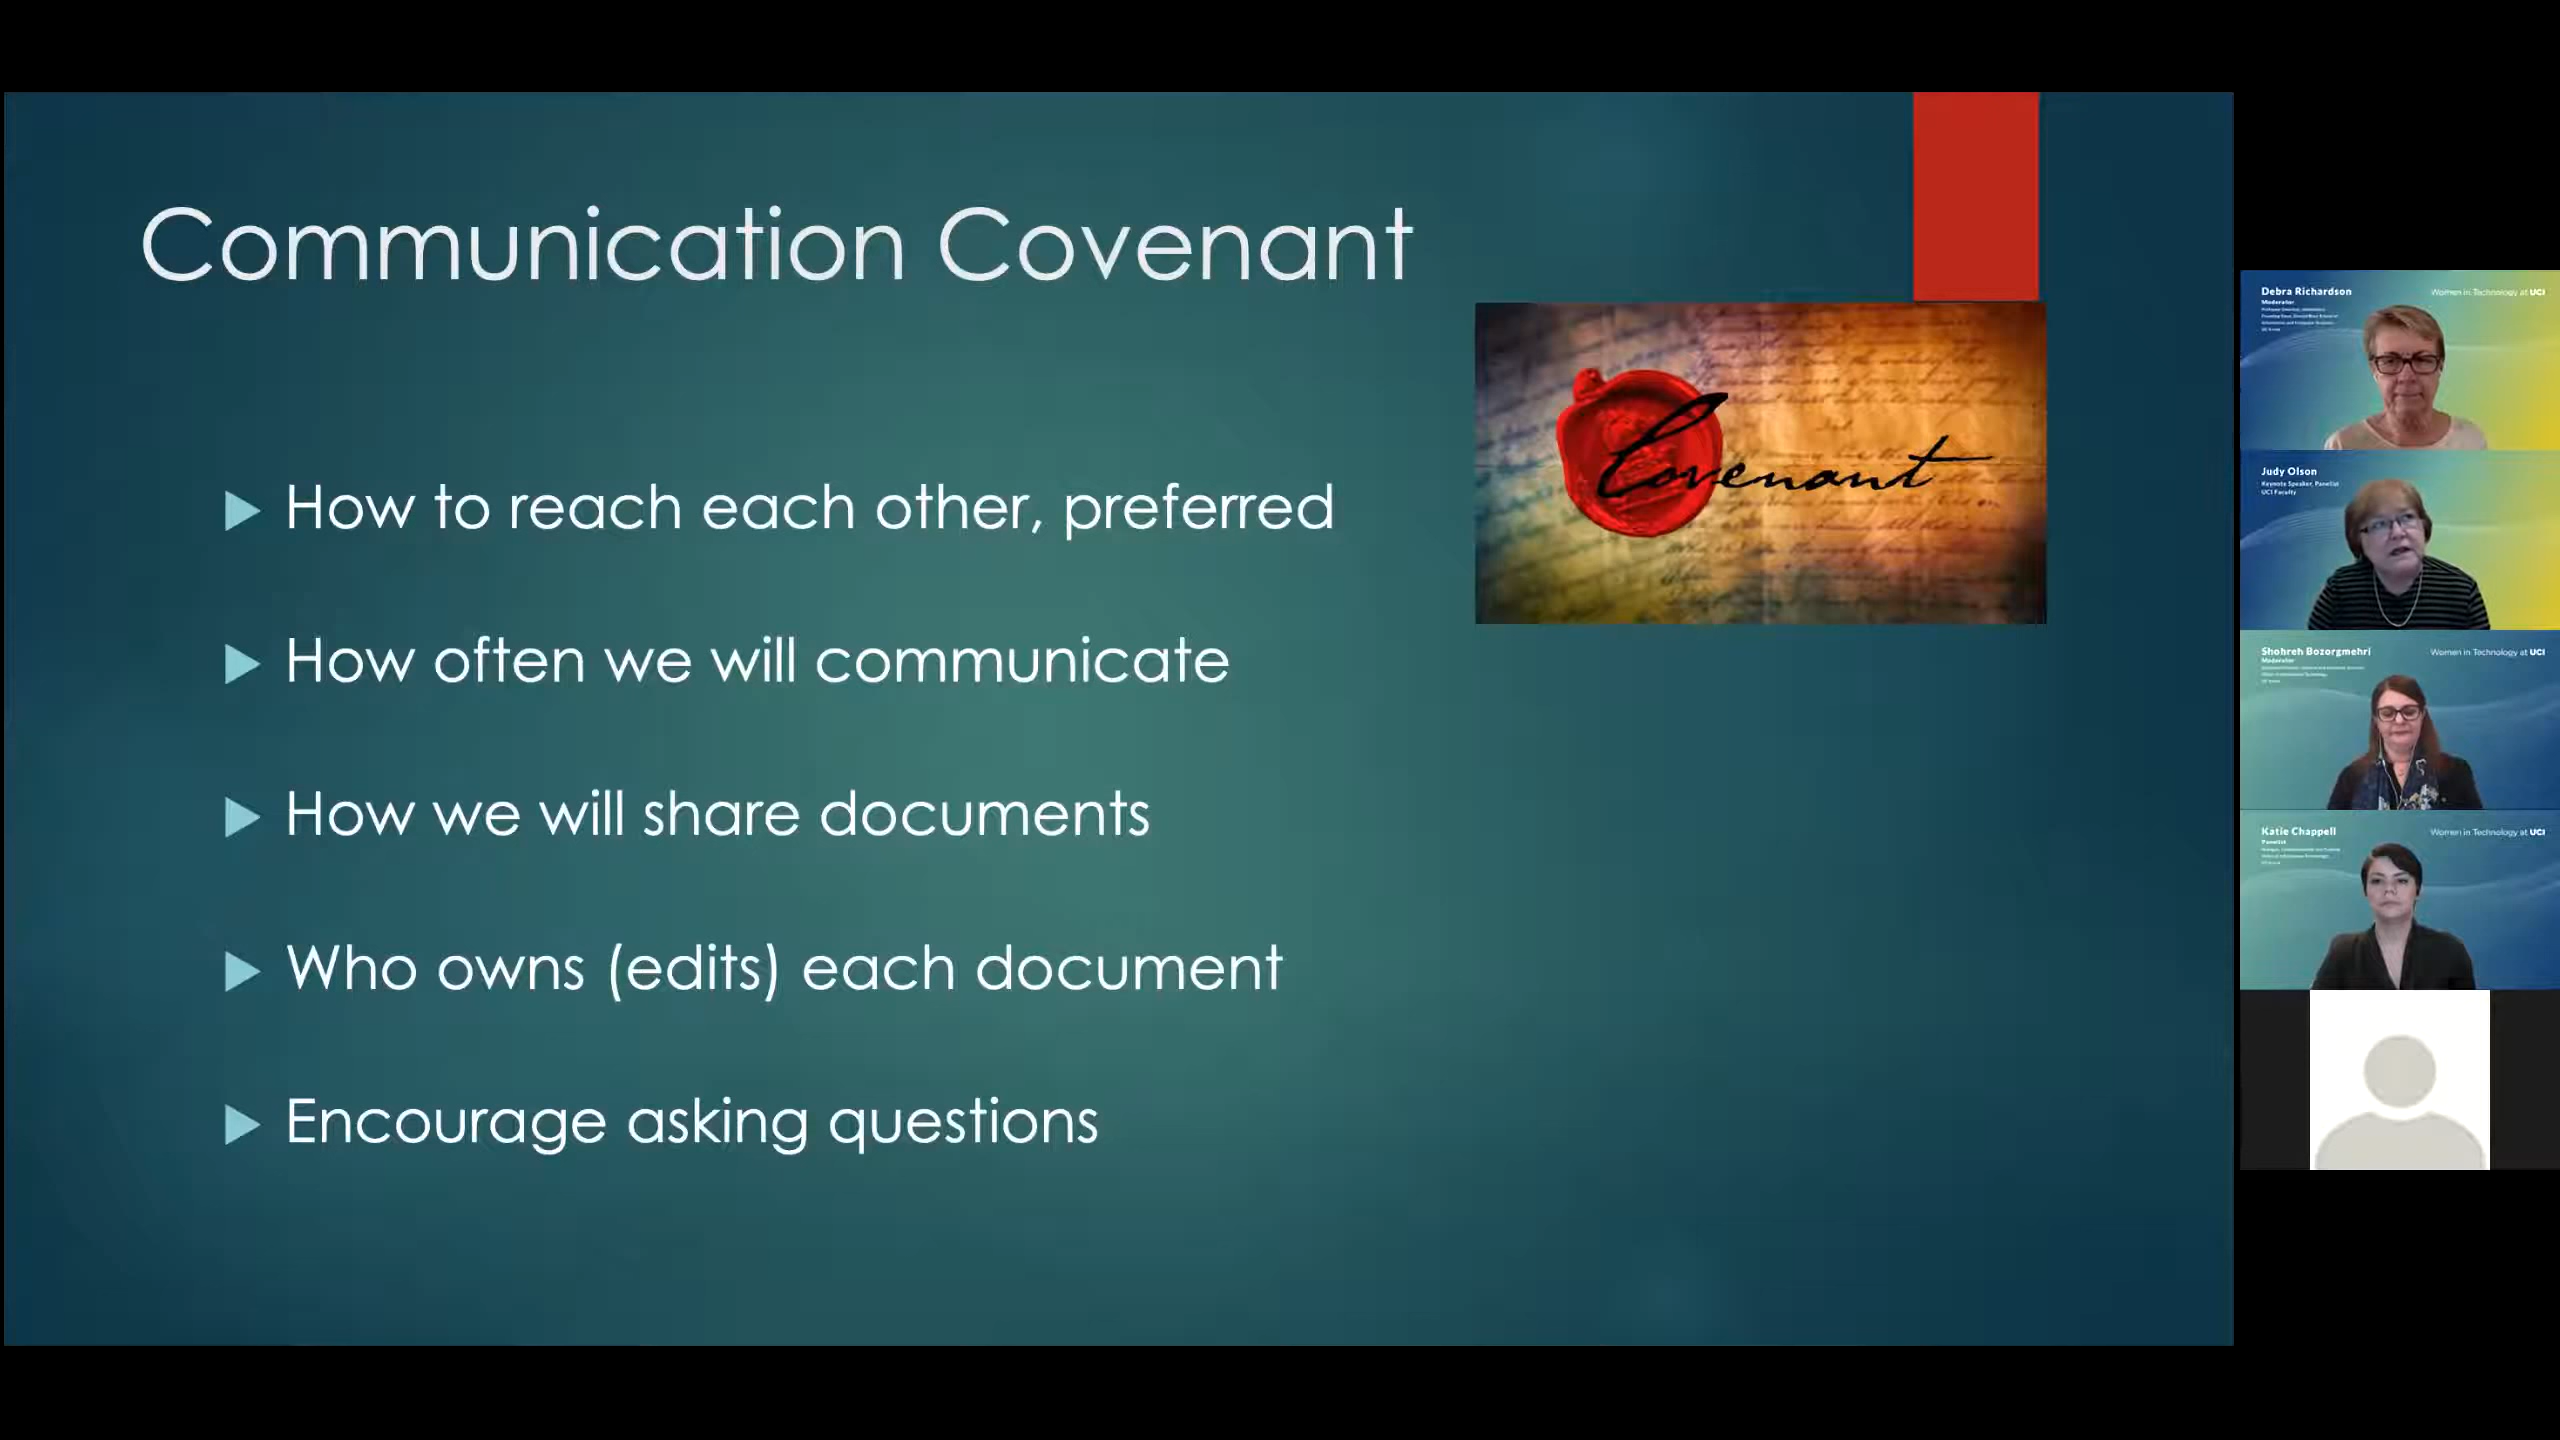 Communication Covenant
Covenant
How to reach each other, preferred
How often we will communicate
How we will share documents
Who owns (edits) each document
Encourage asking questions
Debra Richardson
Women in Technology at UCI
Moderator
Judy Olson
Keynote Speaker, Panelist
UCI Faculty
Shohreh Bozorgmehri
Women in Technology at UCI
Moderator
Katie Chappell
Women in Technology at UCI
Panelist